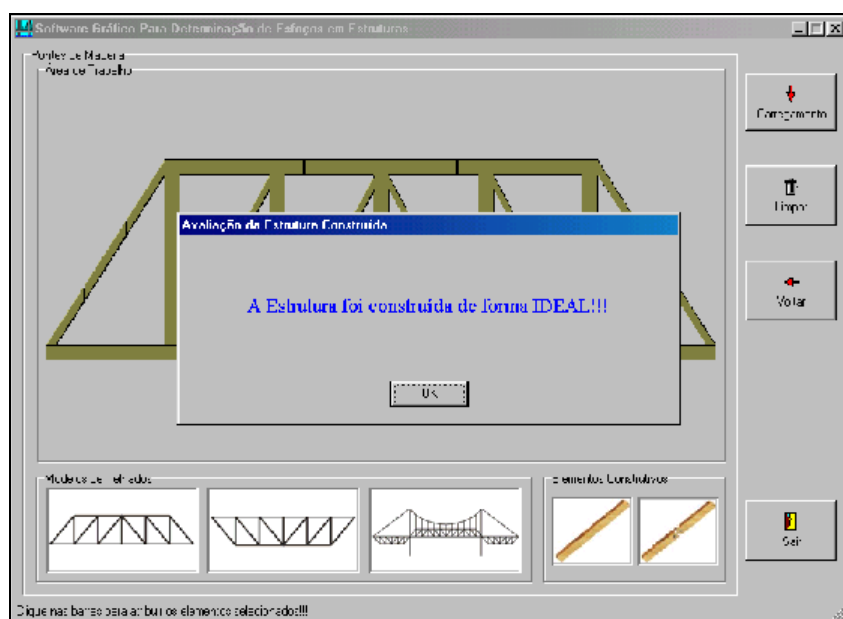 Software Gráfico Para Determinação de Esforços em Estruturas
Pontes de Madeira
Área de Trabalho
Carregamento
Limpar
Voltar
Avaliação da Estrutura Construída
A Estrutura foi construída de forma IDEAL!!!
OK
Modelos de Telhados
Elementos Construtivos
Sair
Clique nas barras para atribuir os elementos selecionados!!!